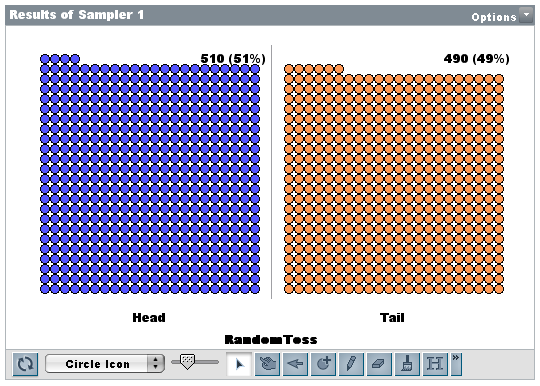 Results of Sampler 1 Options
510 (51%) 490 (49%)
Head Tail
RandomToss
Circle Icon